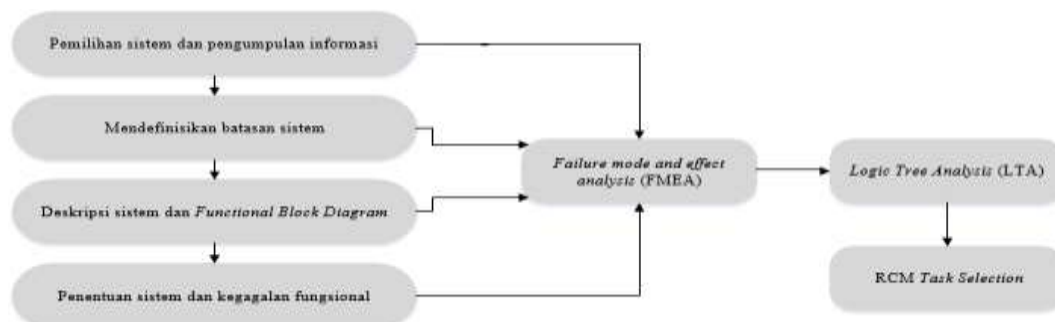 Pemilihan sistem dan pengumpulan informasi
Mendefinisikan batasan sistem
Deskripsi sistem dan Functional Block Diagram
Penentuan sistem dan kegagalan fungsional
Failure mode and effect
analysis (FMEA)
Logic Tree Analysis (LTA)
RCM Task Selection